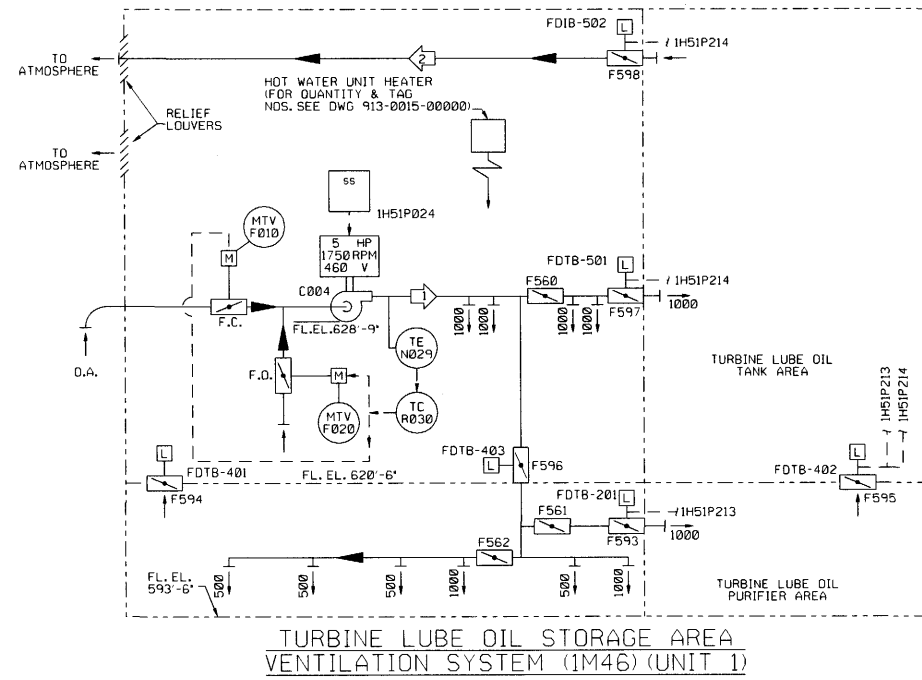 FDIB-502
L
1H51P214
TO
ATMOSPHERE
2
F598
HOT WATER UNIT HEATER
(FOR QUANTITY & TAG
NOS. SEE DWG 913-0015-00000)
RELIEF
LOUVERS
TO
ATMOSPHERE
SS
1H51P024
MTV
F010
M
5 HP
1750 RPM
460 V
FDTB-501
L
1H51P214
C004
1
F560
F597
1000
1000
1000
1000
1000
F.C.
FL.EL.628'-9"
O.A.
TE
N029
F.O.
M
TC
R030
MTV
F020
TURBINE LUBE OIL
TANK AREA
1H51P213
1H51P214
L
FDTB-401
F594
FL. EL. 620'-6"
FDTB-403
L
F596
FDTB-402
L
F595
FDTB-201
L
1H51P213
F561
F593
1000
F562
500
500
500
1000
500
1000
FL. EL.
593'-6"
TURBINE LUBE OIL
PURIFIER AREA
TURBINE LUBE OIL STORAGE AREA
VENTILATION SYSTEM (1M46) (UNIT 1)